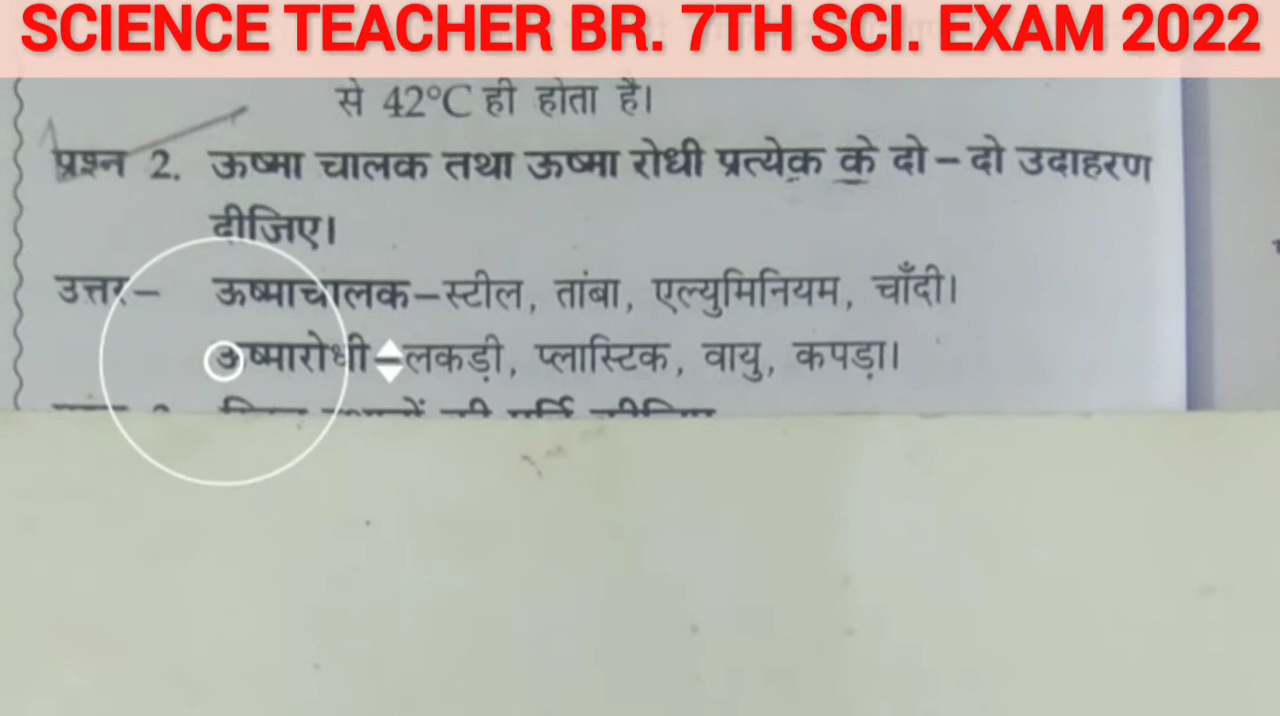 SCIENCE TEACHER BR. 7TH SCI. EXAM 2022
से 42°C ही होता है।
प्रश्न 2. ऊष्मा चालक तथा ऊष्मा रोधी प्रत्येक के दो – दो उदाहरण
दीजिए।
उत्तर – ऊष्माचालक – स्टील, तांबा, एल्युमिनियम, चाँदी।
ऊष्मारोधी – लकड़ी, प्लास्टिक, वायु, कपड़ा।